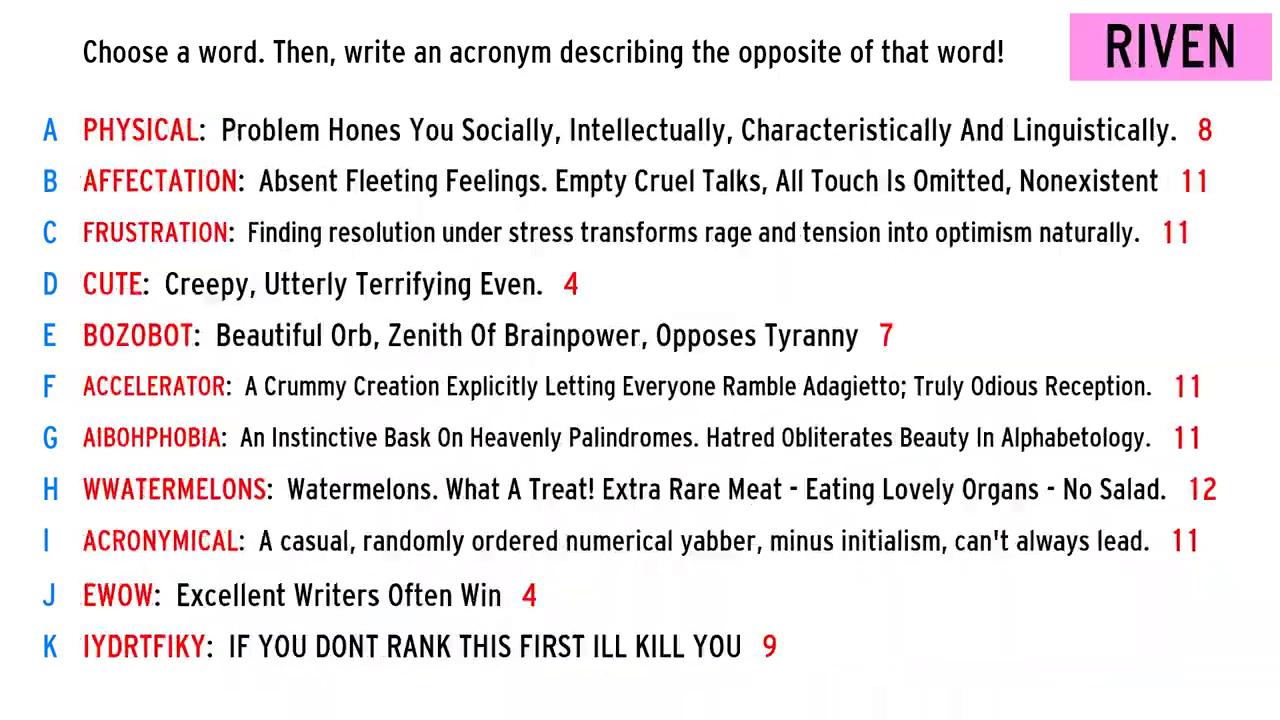 Choose a word. Then, write an acronym describing the opposite of that word!
RIVEN
A PHYSICAL: Problem Hones You Socially, Intellectually, Characteristically And Linguistically. 8
B AFFECTATION: Absent Fleeting Feelings. Empty Cruel Talks, All Touch Is Omitted, Nonexistent 11
C FRUSTRATION: Finding resolution under stress transforms rage and tension into optimism naturally. 11
D CUTE: Creepy, Utterly Terrifying Even. 4
E BOZOBOT: Beautiful Orb, Zenith Of Brainpower, Opposes Tyranny 7
F ACCELERATOR: A Crummy Creation Explicitly Letting Everyone Ramble Adagietto; Truly Odious Reception. 11
G AIBOHPHOBIA: An Instinctive Bask On Heavenly Palindromes. Hatred Obliterates Beauty In Alphabetology. 11
H WWATERMELONS: Watermelons. What A Treat! Extra Rare Meat - Eating Lovely Organs - No Salad. 12
I ACRONYMICAL: A casual, randomly ordered numerical yabber, minus initialism, can't always lead. 11
J EWOW: Excellent Writers Often Win 4
K IYDRTFIKY: IF YOU DONT RANK THIS FIRST ILL KILL YOU 9